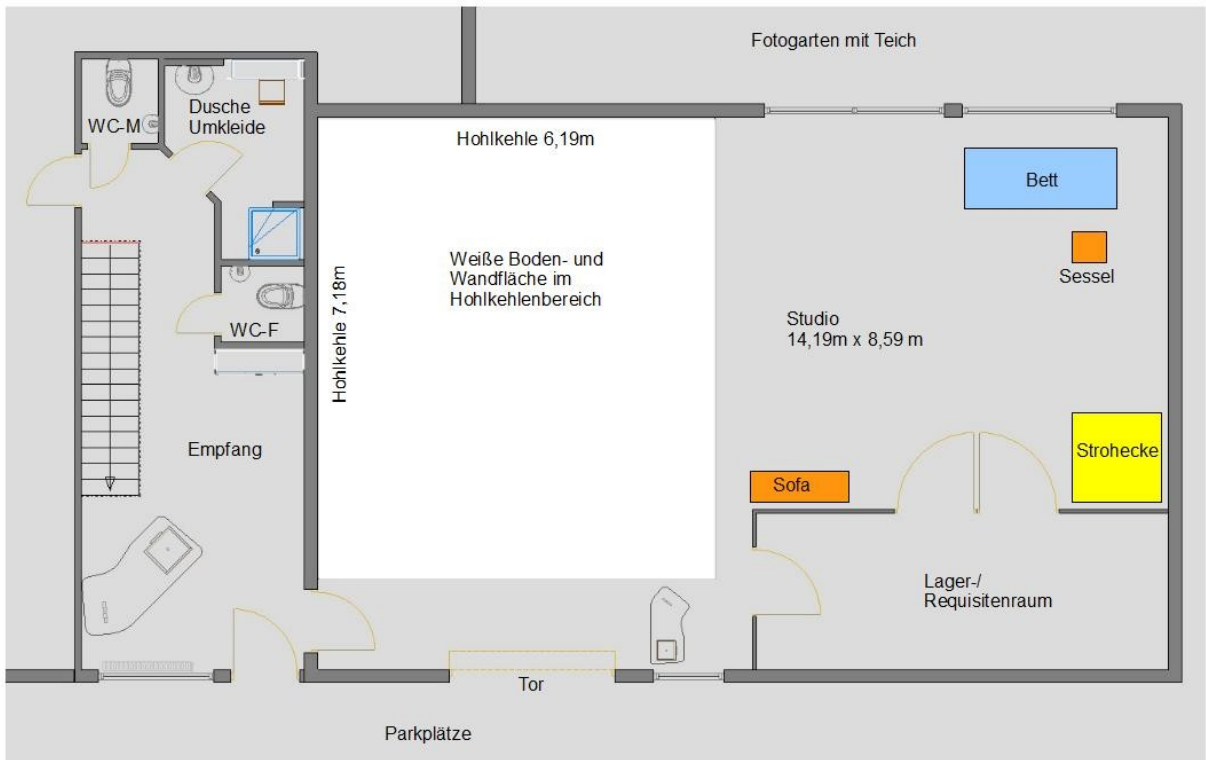 Fotogarten mit Teich
Dusche
Umkleide
WC-M
Hohlkehle 6,19m
Bett
Weiße Boden- und
Wandfläche im
Hohlkehlenbereich
Sessel
Hohlkehle 7,18m
WC-F
Studio
14,19m x 8,59 m
Empfang
Strohecke
Sofa
Lager-/
Requisitenraum
Tor
Parkplätze